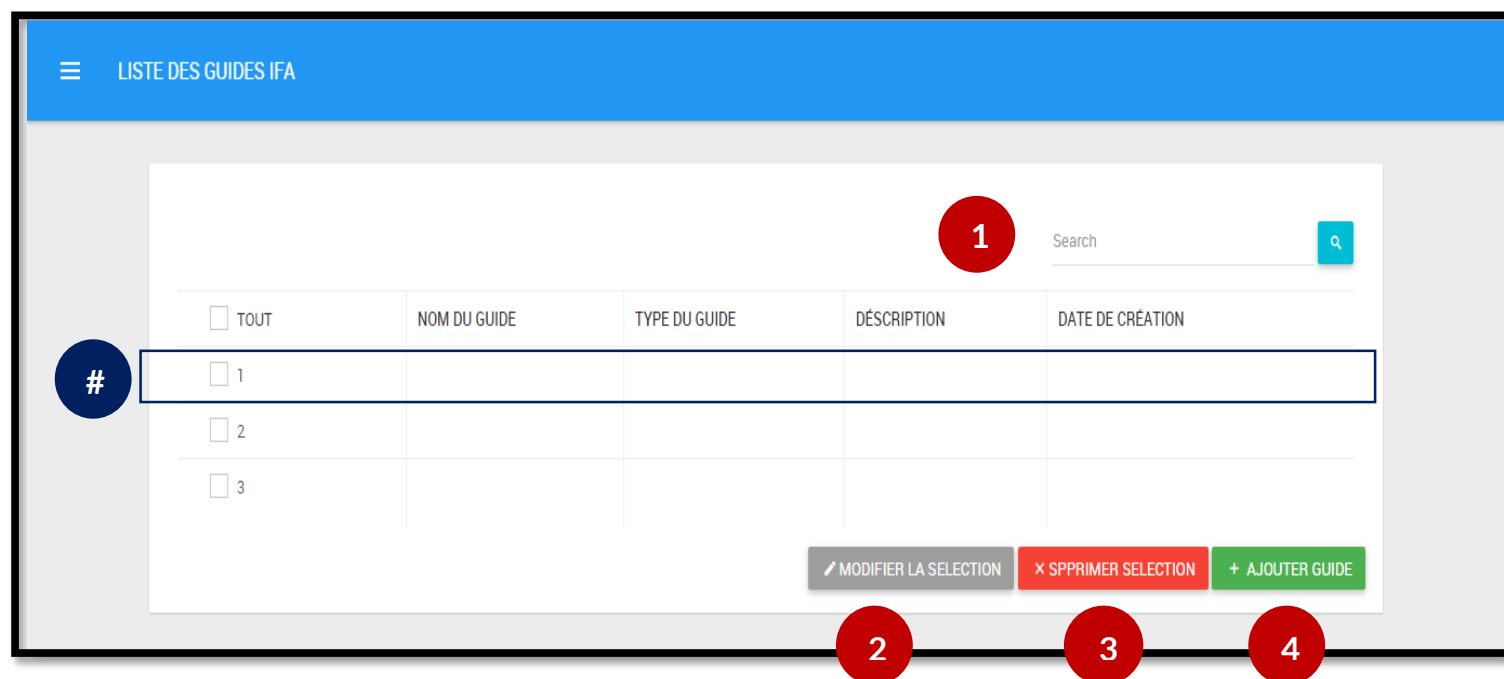 LISTE DES GUIDES IFA
1 Search
TOUT NOM DU GUIDE TYPE DU GUIDE DÉSCRIPTION DATE DE CRÉATION
# 1
2
3
MODIFIER LA SELECTION × SPPRIMER SELECTION + AJOUTER GUIDE
2 3 4